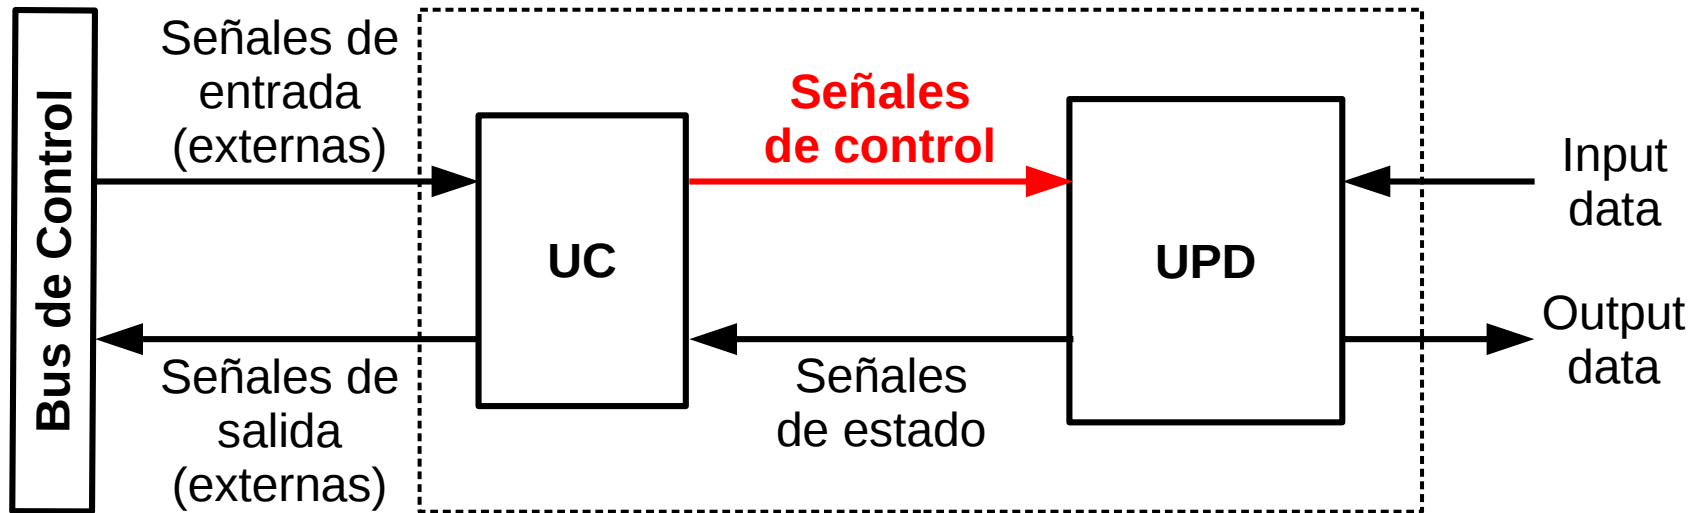 Bus de Control
Señales de
entrada
(externas)
Señales de
salida
(externas)
UC
Señales
de control
Señales
de estado
UPD
Input
data
Output
data